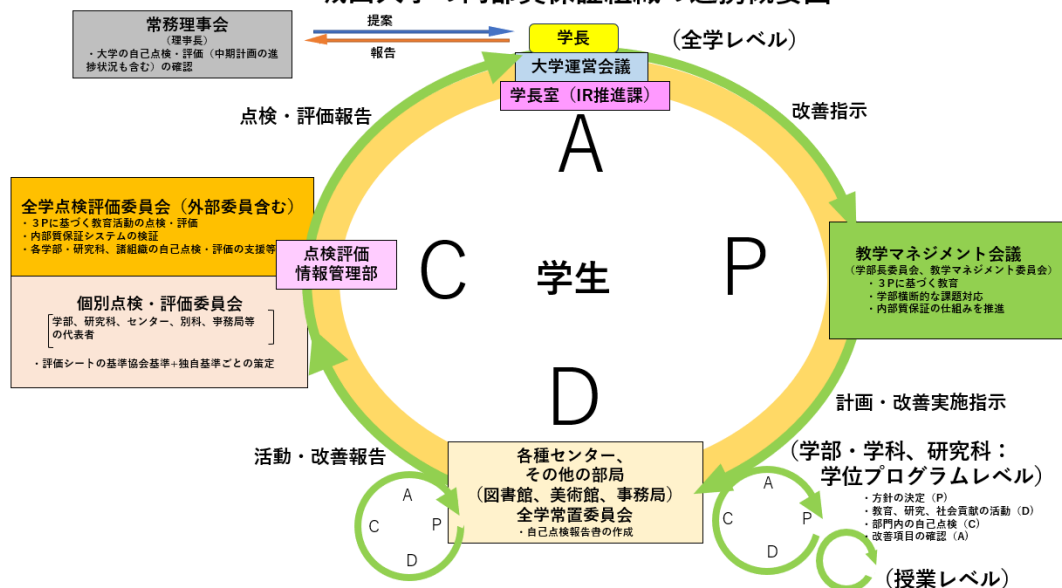 常務理事会
（理事長）
・大学の自己点検・評価（中期計画の進
捗状況も含む）の確認
提案
報告
学長
（全学レベル）
大学運営会議
学長室（IR推進課）
点検・評価報告
改善指示
A
全学点検評価委員会（外部委員含む）
・３Pに基づく教育活動の点検・評価
・内部質保証システムの検証
・各学部・研究科、諸組織の自己点検・評価の支援等
点検評価
情報管理部
C
学生
P
教学マネジメント会議
（学部長委員会、教学マネジメント委員会）
・３Pに基づく教育
・学部横断的な課題対応
・内部質保証の仕組みを推進
個別点検・評価委員会
学部、研究科、センター、別科、事務局等
の代表者
・評価シートの基準協会基準+独自基準ごとの策定
D
計画・改善実施指示
活動・改善報告
各種センター、
その他の部局
（図書館、美術館、事務局）
全学常置委員会
・自己点検報告書の作成
A
C
P
D
A
C
P
D
（学部・学科、研究科：
学位プログラムレベル）
・方針の決定（P）
・教育、研究、社会貢献の活動（D）
・部門内の自己点検（C）
・改善項目の確認（A）
（授業レベル）